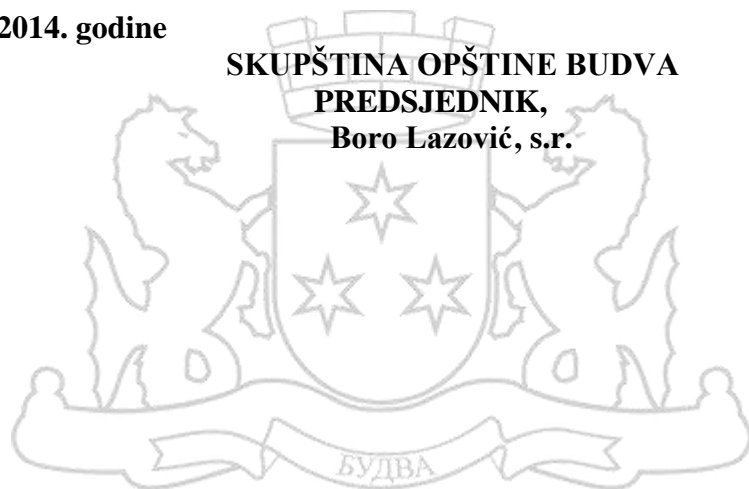 2014. godine
SKUPŠTINA OPŠTINE BUDVA
PREDSJEDNIK,
Boro Lazović, s.r.
БУДВА